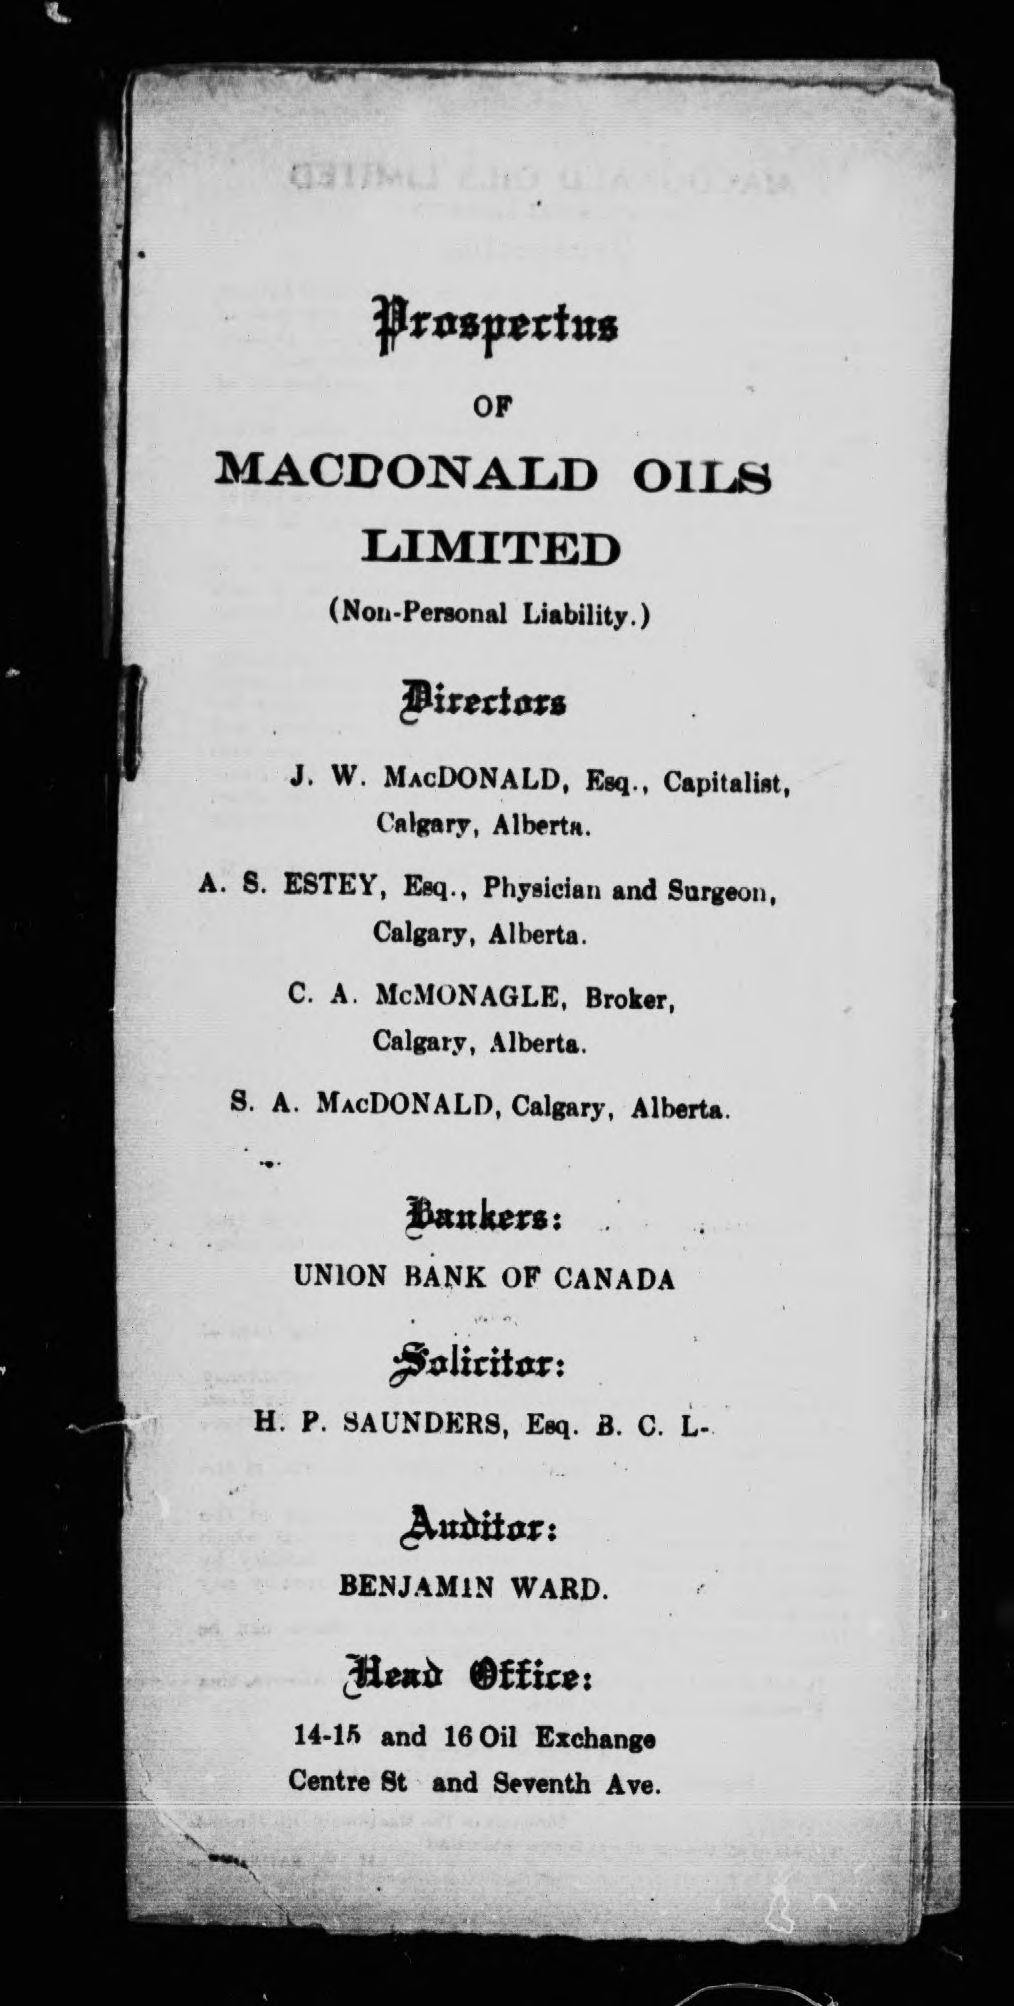 Prospectus
OF
MACDONALD OILS
LIMITED
(Non-Personal Liability.)
Directors
J. W. MacDONALD, Esq., Capitalist,
Calgary, Alberta.
A. S. ESTEY, Esq., Physician and Surgeon,
Calgary, Alberta.
C. A. McMONAGLE, Broker,
Calgary, Alberta.
S. A. MacDONALD, Calgary, Alberta.
Bankers:
UNION BANK OF CANADA
Solicitor:
H. P. SAUNDERS, Esq. B. C. L-
Auditor:
BENJAMIN WARD.
Head Office:
14-15 and 16 Oil Exchange
Centre St and Seventh Ave.